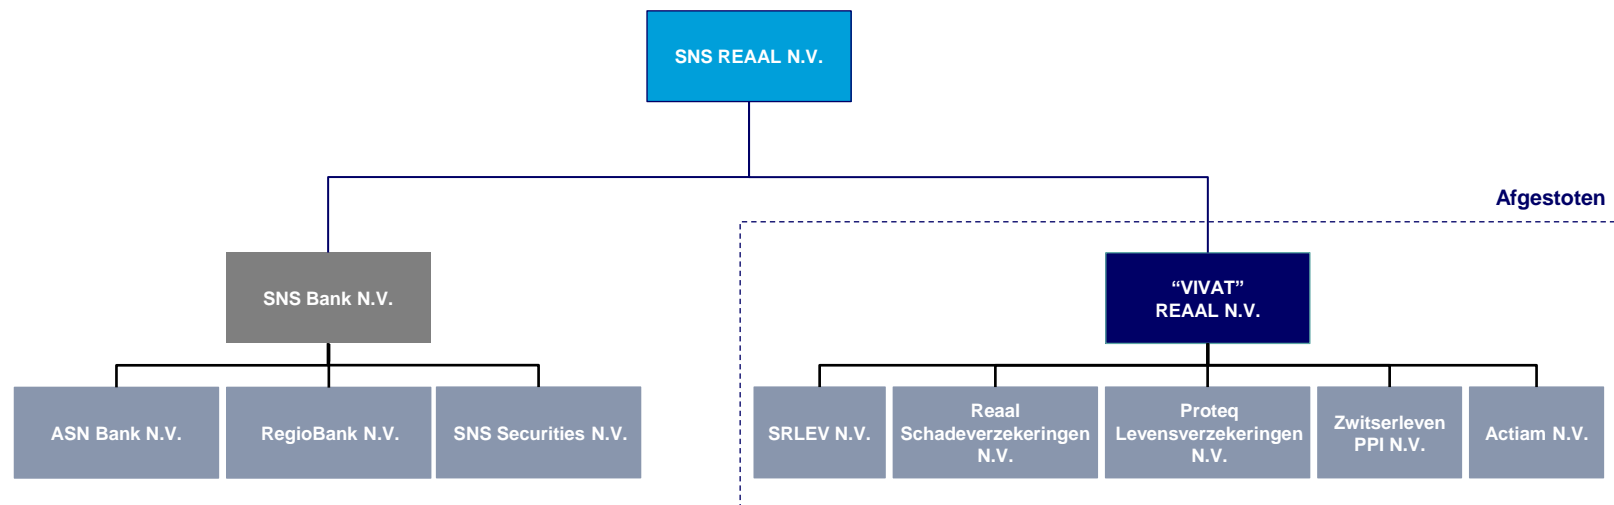 SNS REAAL N.V.
Afgestoten
SNS Bank N.V.
“VIVAT”
REAAL N.V.
ASN Bank N.V.
RegioBank N.V.
SNS Securities N.V.
SRLEV N.V.
Reaal
Schadeverzekeringen
N.V.
Proteq
Levensverzekeringen
N.V.
Zwitserleven
PPI N.V.
Actiam N.V.